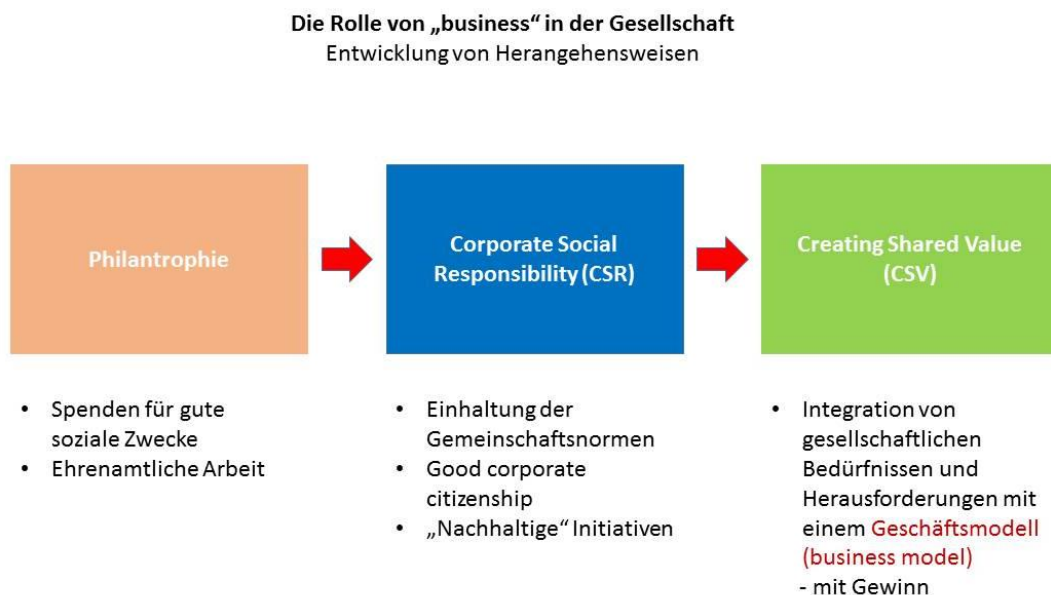 Die Rolle von „business“ in der Gesellschaft
Entwicklung von Herangehensweisen
Philantrophie
Corporate Social
Responsibility (CSR)
Creating Shared Value
(CSV)
• Spenden für gute
soziale Zwecke
• Ehrenamtliche Arbeit
• Einhaltung der
Gemeinschaftsnormen
• Good corporate
citizenship
• „Nachhaltige“ Initiativen
• Integration von
gesellschaftlichen
Bedürfnissen und
Herausforderungen mit
einem Geschäftsmodell
(business model)
- mit Gewinn